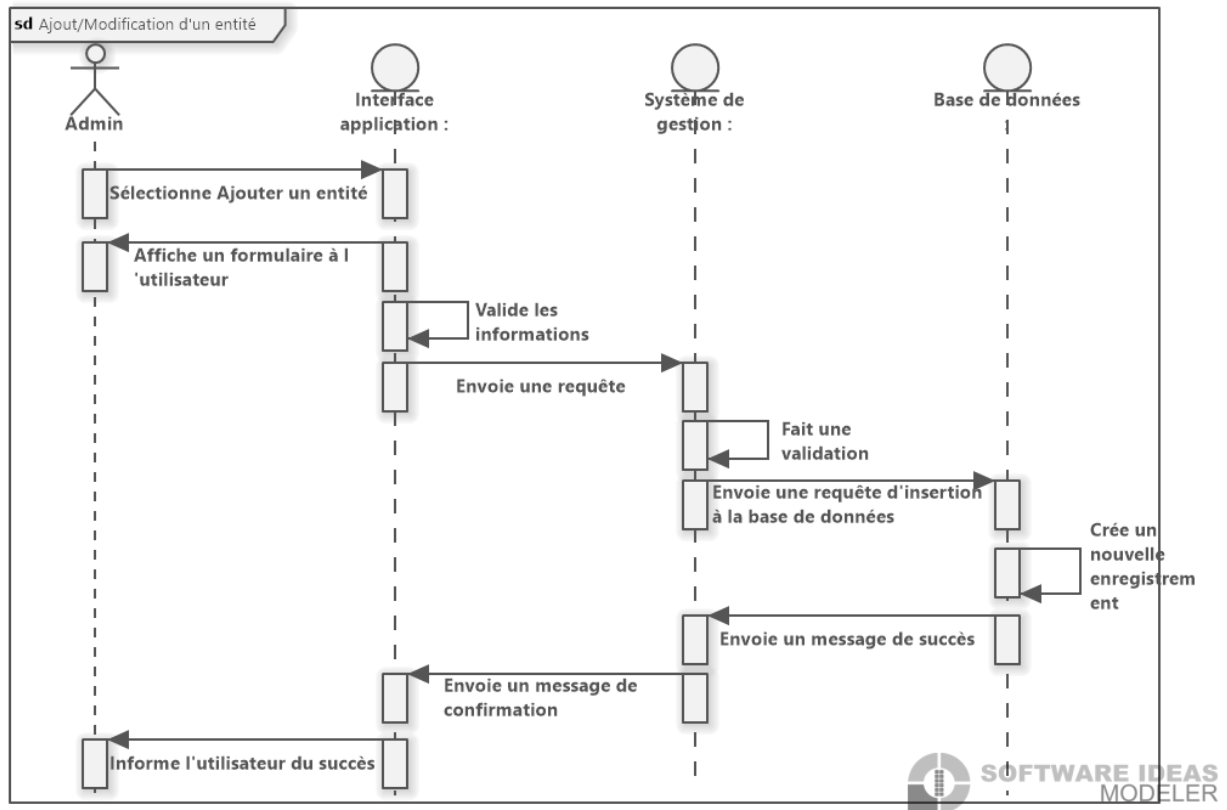 sd Ajout/Modification d'un entité
Admin
Interface
application :
Système de
gestion :
Base de données
:
Sélectionne Ajouter un entité
Affiche un formulaire à l
'utilisateur
Valide les
informations
Envoie une requête
Fait une
validation
Envoie une requête d'insertion
à la base de données
Crée un
nouvelle
enregistrem
ent
Envoie un message de succès
Envoie un message de
confirmation
Informe l'utilisateur du succès
SOFTWARE IDEAS
MODELER